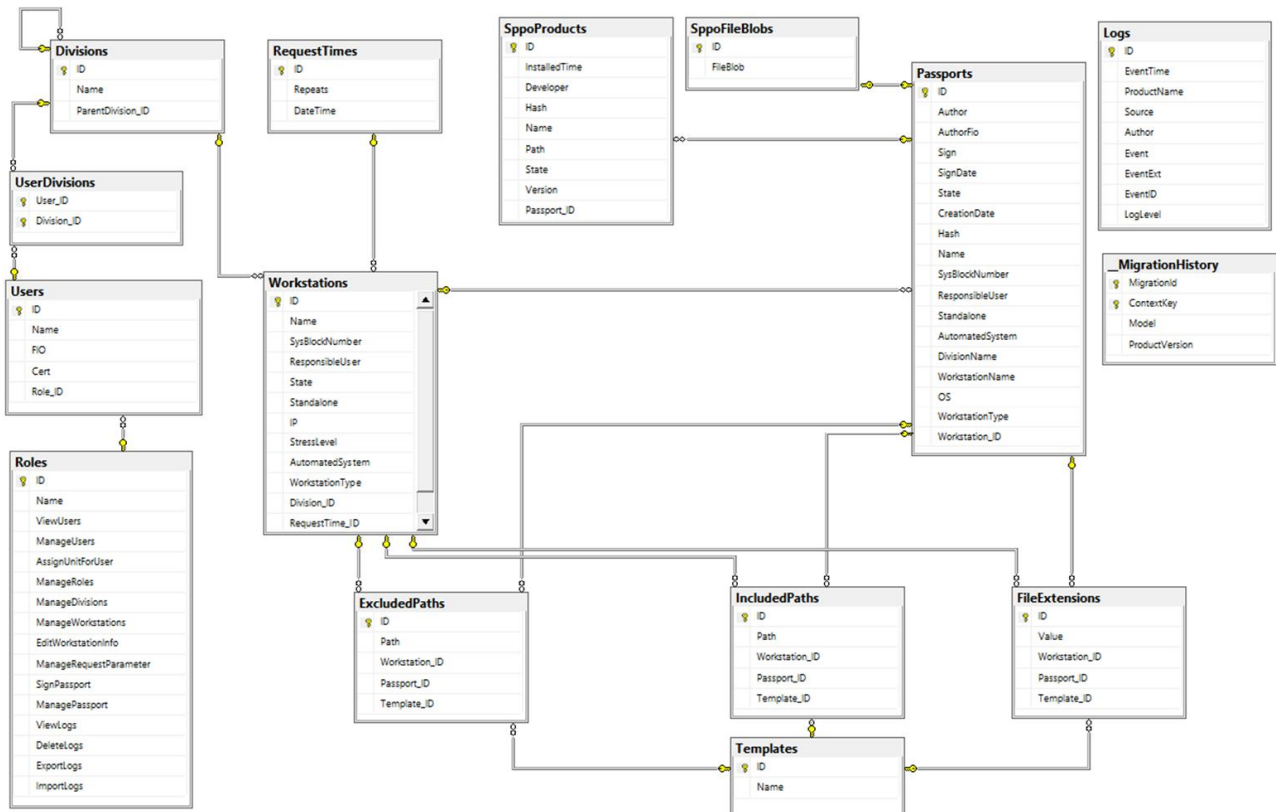 Divisions
ID
Name
ParentDivision_ID
RequestTimes
ID
Repeats
DateTime
SppoProducts
ID
InstalledTime
Developer
Hash
Name
Path
State
Version
Passport_ID
SppoFileBlobs
ID
FileBlob
Passports
ID
Author
AuthorFio
Sign
SignDate
State
CreationDate
Hash
Name
SysBlockNumber
ResponsibleUser
Standalone
AutomatedSystem
DivisionName
WorkstationName
OS
WorkstationType
Workstation_ID
Logs
ID
EventTime
ProductName
Source
Author
Event
EventExt
EventID
LogLevel
__MigrationHistory
MigrationId
ContextKey
Model
ProductVersion
UserDivisions
User_ID
Division_ID
Users
ID
Name
FIO
Cert
Role_ID
Workstations
ID
Name
SysBlockNumber
ResponsibleUser
State
Standalone
IP
StressLevel
AutomatedSystem
WorkstationType
Division_ID
RequestTime_ID
Roles
ID
Name
ViewUsers
ManageUsers
AssignUnitForUser
ManageRoles
ManageDivisions
ManageWorkstations
EditWorkstationInfo
ManageRequestParameter
SignPassport
ManagePassport
ViewLogs
DeleteLogs
ExportLogs
ImportLogs
ExcludedPaths
ID
Path
Workstation_ID
Passport_ID
Template_ID
IncludedPaths
ID
Path
Workstation_ID
Passport_ID
Template_ID
FileExtensions
ID
Value
Workstation_ID
Passport_ID
Template_ID
Templates
ID
Name